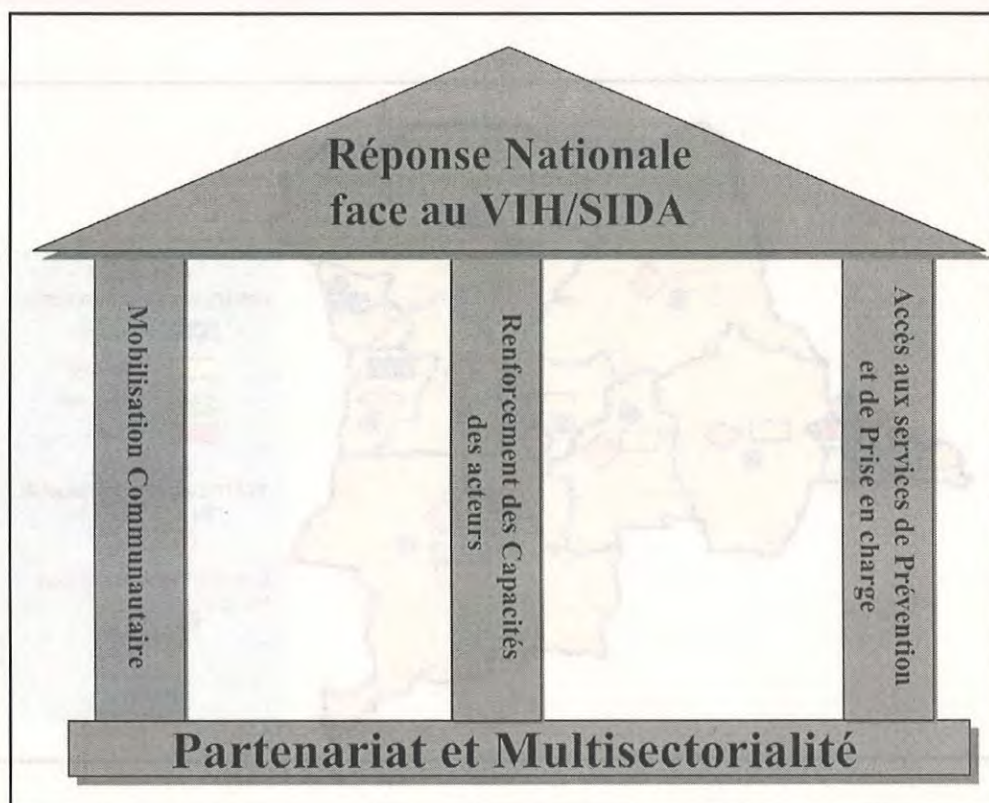 Réponse Nationale
face au VIH/SIDA
Mobilisation Communautaire
Renforcement des Capacités
des acteurs
Accès aux services de Prévention
et de Prise en charge
Partenariat et Multisectorialité